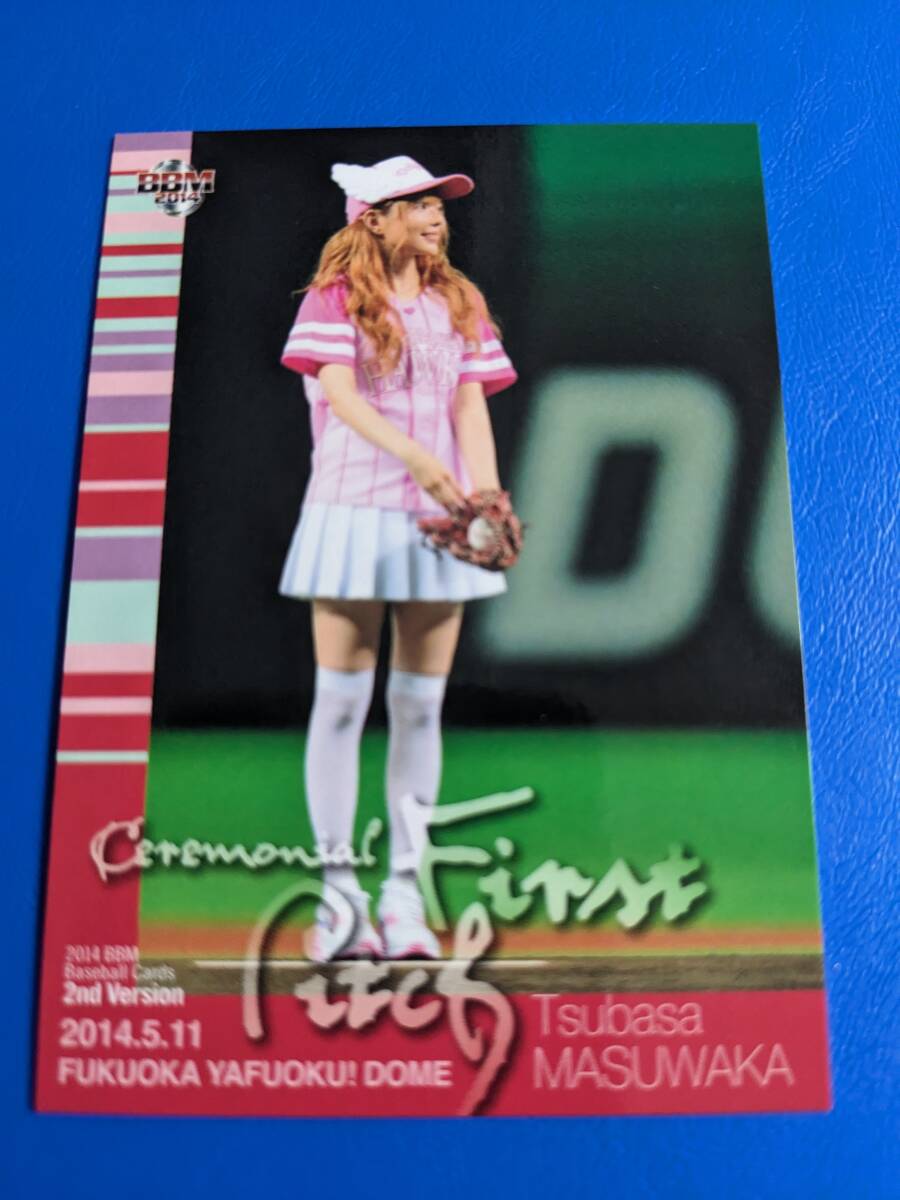 BBM
2014
Ceremonial First
Pitch
2014 BBM
Baseball Cards
2nd Version
2014.5.11
FUKUOKA YAFUOKU! DOME
Tsubasa
MASUWAKA